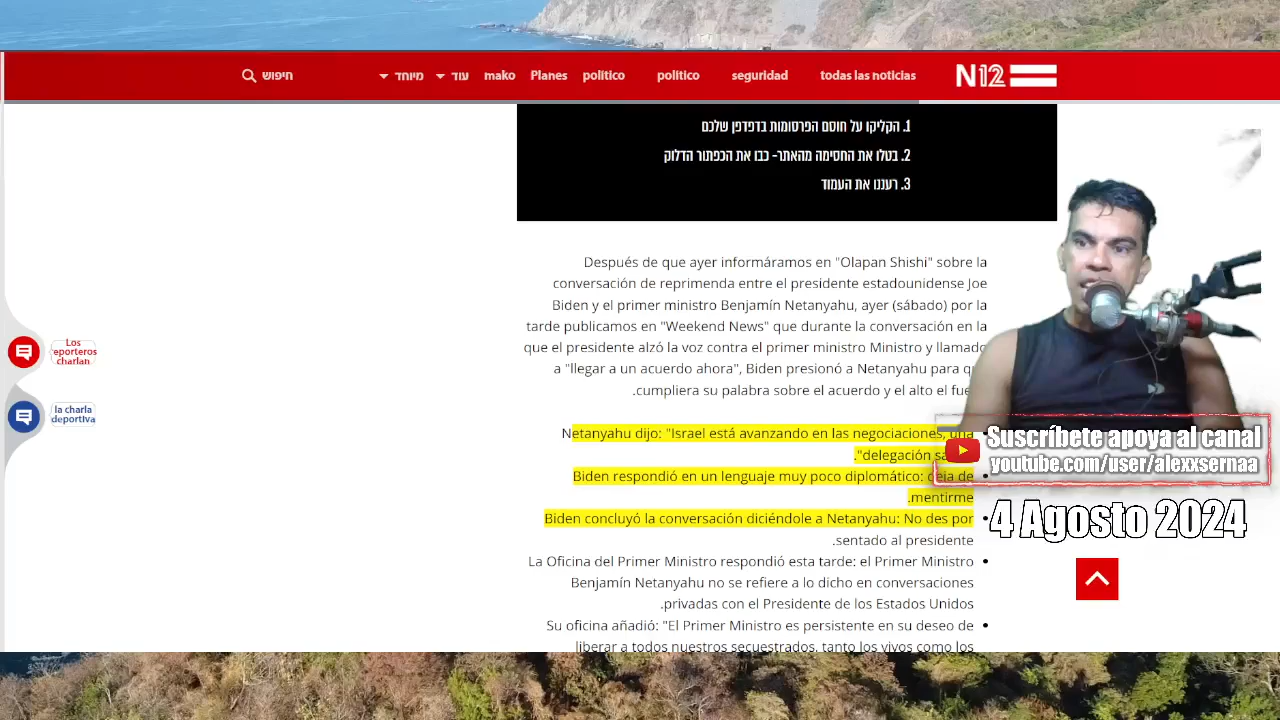 N12
todas las noticias
seguridad
politico
político
Planes
mako
עוד
מיוחד
חיפוש
1. הקליקו על חוסם הפרסומות בדפדפן שלכם
2. בטלו את החסימה מהאתר- כבו את הכפתור הדלוק
3. רעננו את העמוד
Después de que ayer informáramos en "Olapan Shishi" sobre la
conversación de reprimenda entre el presidente estadounidense Joe
Biden y el primer ministro Benjamín Netanyahu, ayer (sábado) por la
tarde publicamos en "Weekend News" que durante la conversación en la
que el presidente alzó la voz contra el primer ministro Ministro y llamado
a "llegar a un acuerdo ahora", Biden presionó a Netanyahu para
.cumpliera su palabra sobre el acuerdo y el alto el
Netanyahu dijo: "Israel está avanzando en las negociaciones, una
."delegación
Biden respondió en un lenguaje muy poco diplomático: deja de
.mentirme
Biden concluyó la conversación diciéndole a Netanyahu: No des por
.sentado al presidente
La Oficina del Primer Ministro respondió esta tarde: el Primer Ministro
Benjamín Netanyahu no se refiere a lo dicho en conversaciones
.privadas con el Presidente de los Estados Unidos
Su oficina añadió: "El Primer Ministro es persistente en su deseo de
liberar a todos nuestros secuestrados, tanto los vivos como los
Los
reporteros
charlan
la charla
deportiva
Suscríbete apoya al canal
youtube.com/user/alexxsernaa
4 Agosto 2024